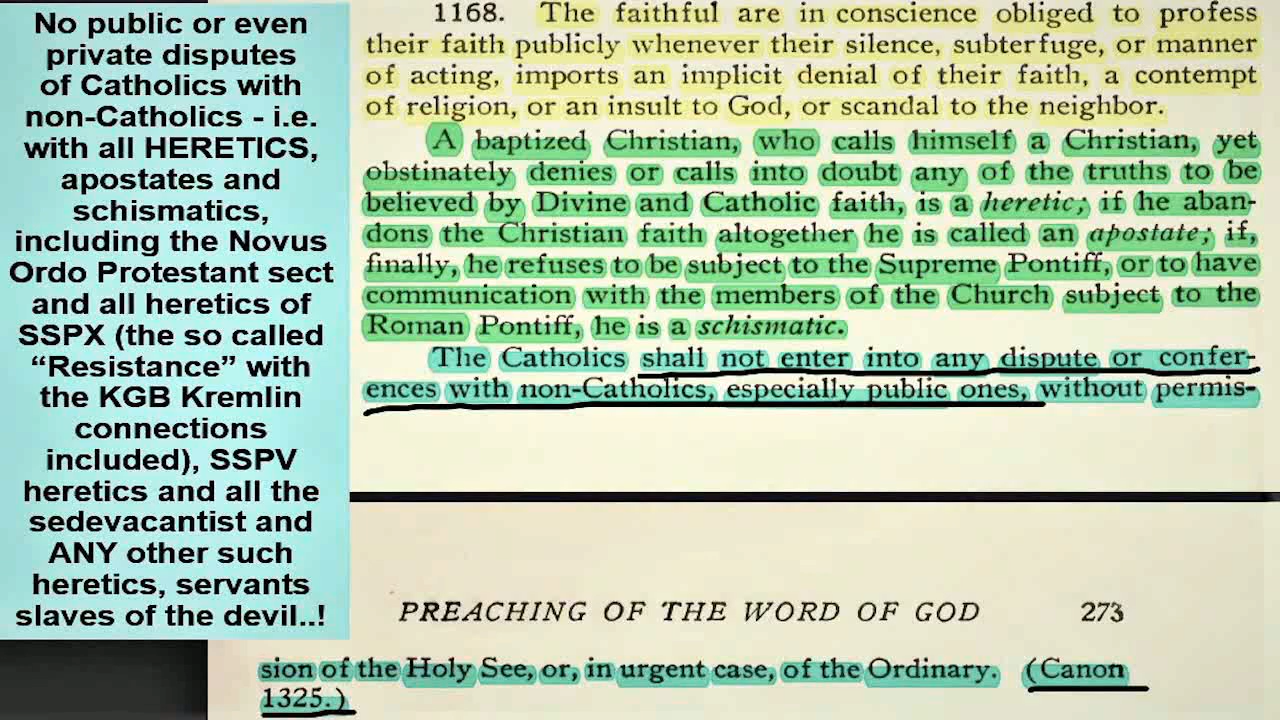 No public or even
private disputes
of Catholics with
non-Catholics - i.e.
with all HERETICS,
apostates and
schismatics,
including the Novus
Ordo Protestant sect
and all heretics of
SSPX (the so called
“Resistance” with
the KGB Kremlin
connections
included), SSPV
heretics and all the
sedevacantist and
ANY other such
heretics, servants
slaves of the devil..!
1168. The faithful are in conscience obliged to profess
their faith publicly whenever their silence, subterfuge, or manner
of acting, imports an implicit denial of their faith, a contempt
of religion, or an insult to God, or scandal to the neighbor.
A baptized Christian, who calls himself a Christian, yet
obstinately denies or calls into doubt any of the truths to be
believed by Divine and Catholic faith, is a heretic; if he aban-
dons the Christian faith altogether he is called an apostate; if,
finally, he refuses to be subject to the Supreme Pontiff, or to have
communication with the members of the Church subject to the
Roman Pontiff, he is a schismatic.
The Catholics shall not enter into any dispute or confer-
ences with non-Catholics, especially public ones, without permis-
PREACHING OF THE WORD OF GOD 273
sion of the Holy See, or, in urgent case, of the Ordinary. (Canon
1325.)